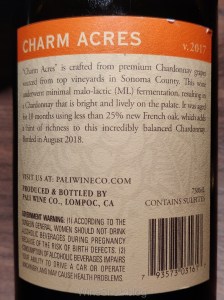 CHARM ACRES
v.2017
"Charm Acres" is crafted from premium Chardonnay grapes
sourced from top vineyards in Sonoma County. This wine
underwent minimal malo-lactic (ML) fermentation, resulting in
a Chardonnay that is bright and lively on the palate. It was aged
for 18 months using less than 25% new French oak, which adds
a hint of richness to this incredibly balanced Chardonnay.
Bottled in August 2018.
VISIT US AT: PALIWINECO.COM
PRODUCED & BOTTLED BY
PALI WINE CO., LOMPOC, CA
750ML
CONTAINS SULFITES
GOVERNMENT WARNING: (1) ACCORDING TO THE
SURGEON GENERAL, WOMEN SHOULD NOT DRINK
ALCOHOLIC BEVERAGES DURING PREGNANCY
BECAUSE OF THE RISK OF BIRTH DEFECTS. (2)
CONSUMPTION OF ALCOHOLIC BEVERAGES IMPAIRS
YOUR ABILITY TO DRIVE A CAR OR OPERATE
MACHINERY, AND MAY CAUSE HEALTH PROBLEMS.